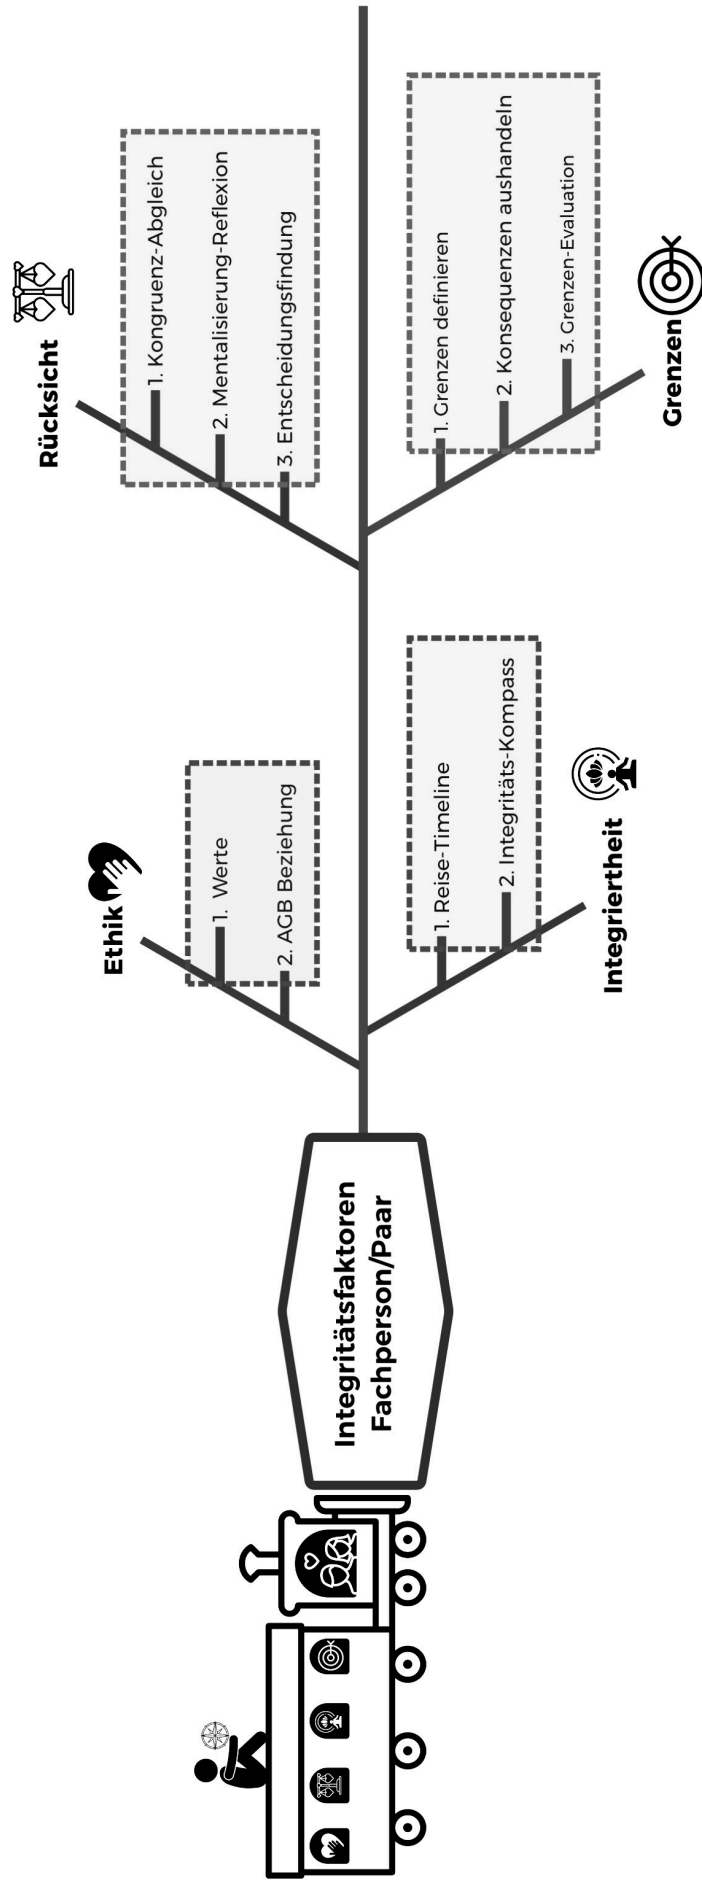 Integritätsfaktoren
Fachperson/Paar
Ethik
1. Werte
2. AGB Beziehung
Rücksicht
1. Kongruenz-Abgleich
2. Mentalisierung-Reflexion
3. Entscheidungsfindung
Integriertheit
1. Reise-Timeline
2. Integritäts-Kompass
Grenzen
1. Grenzen definieren
2. Konsequenzen aushandeln
3. Grenzen-Evaluation